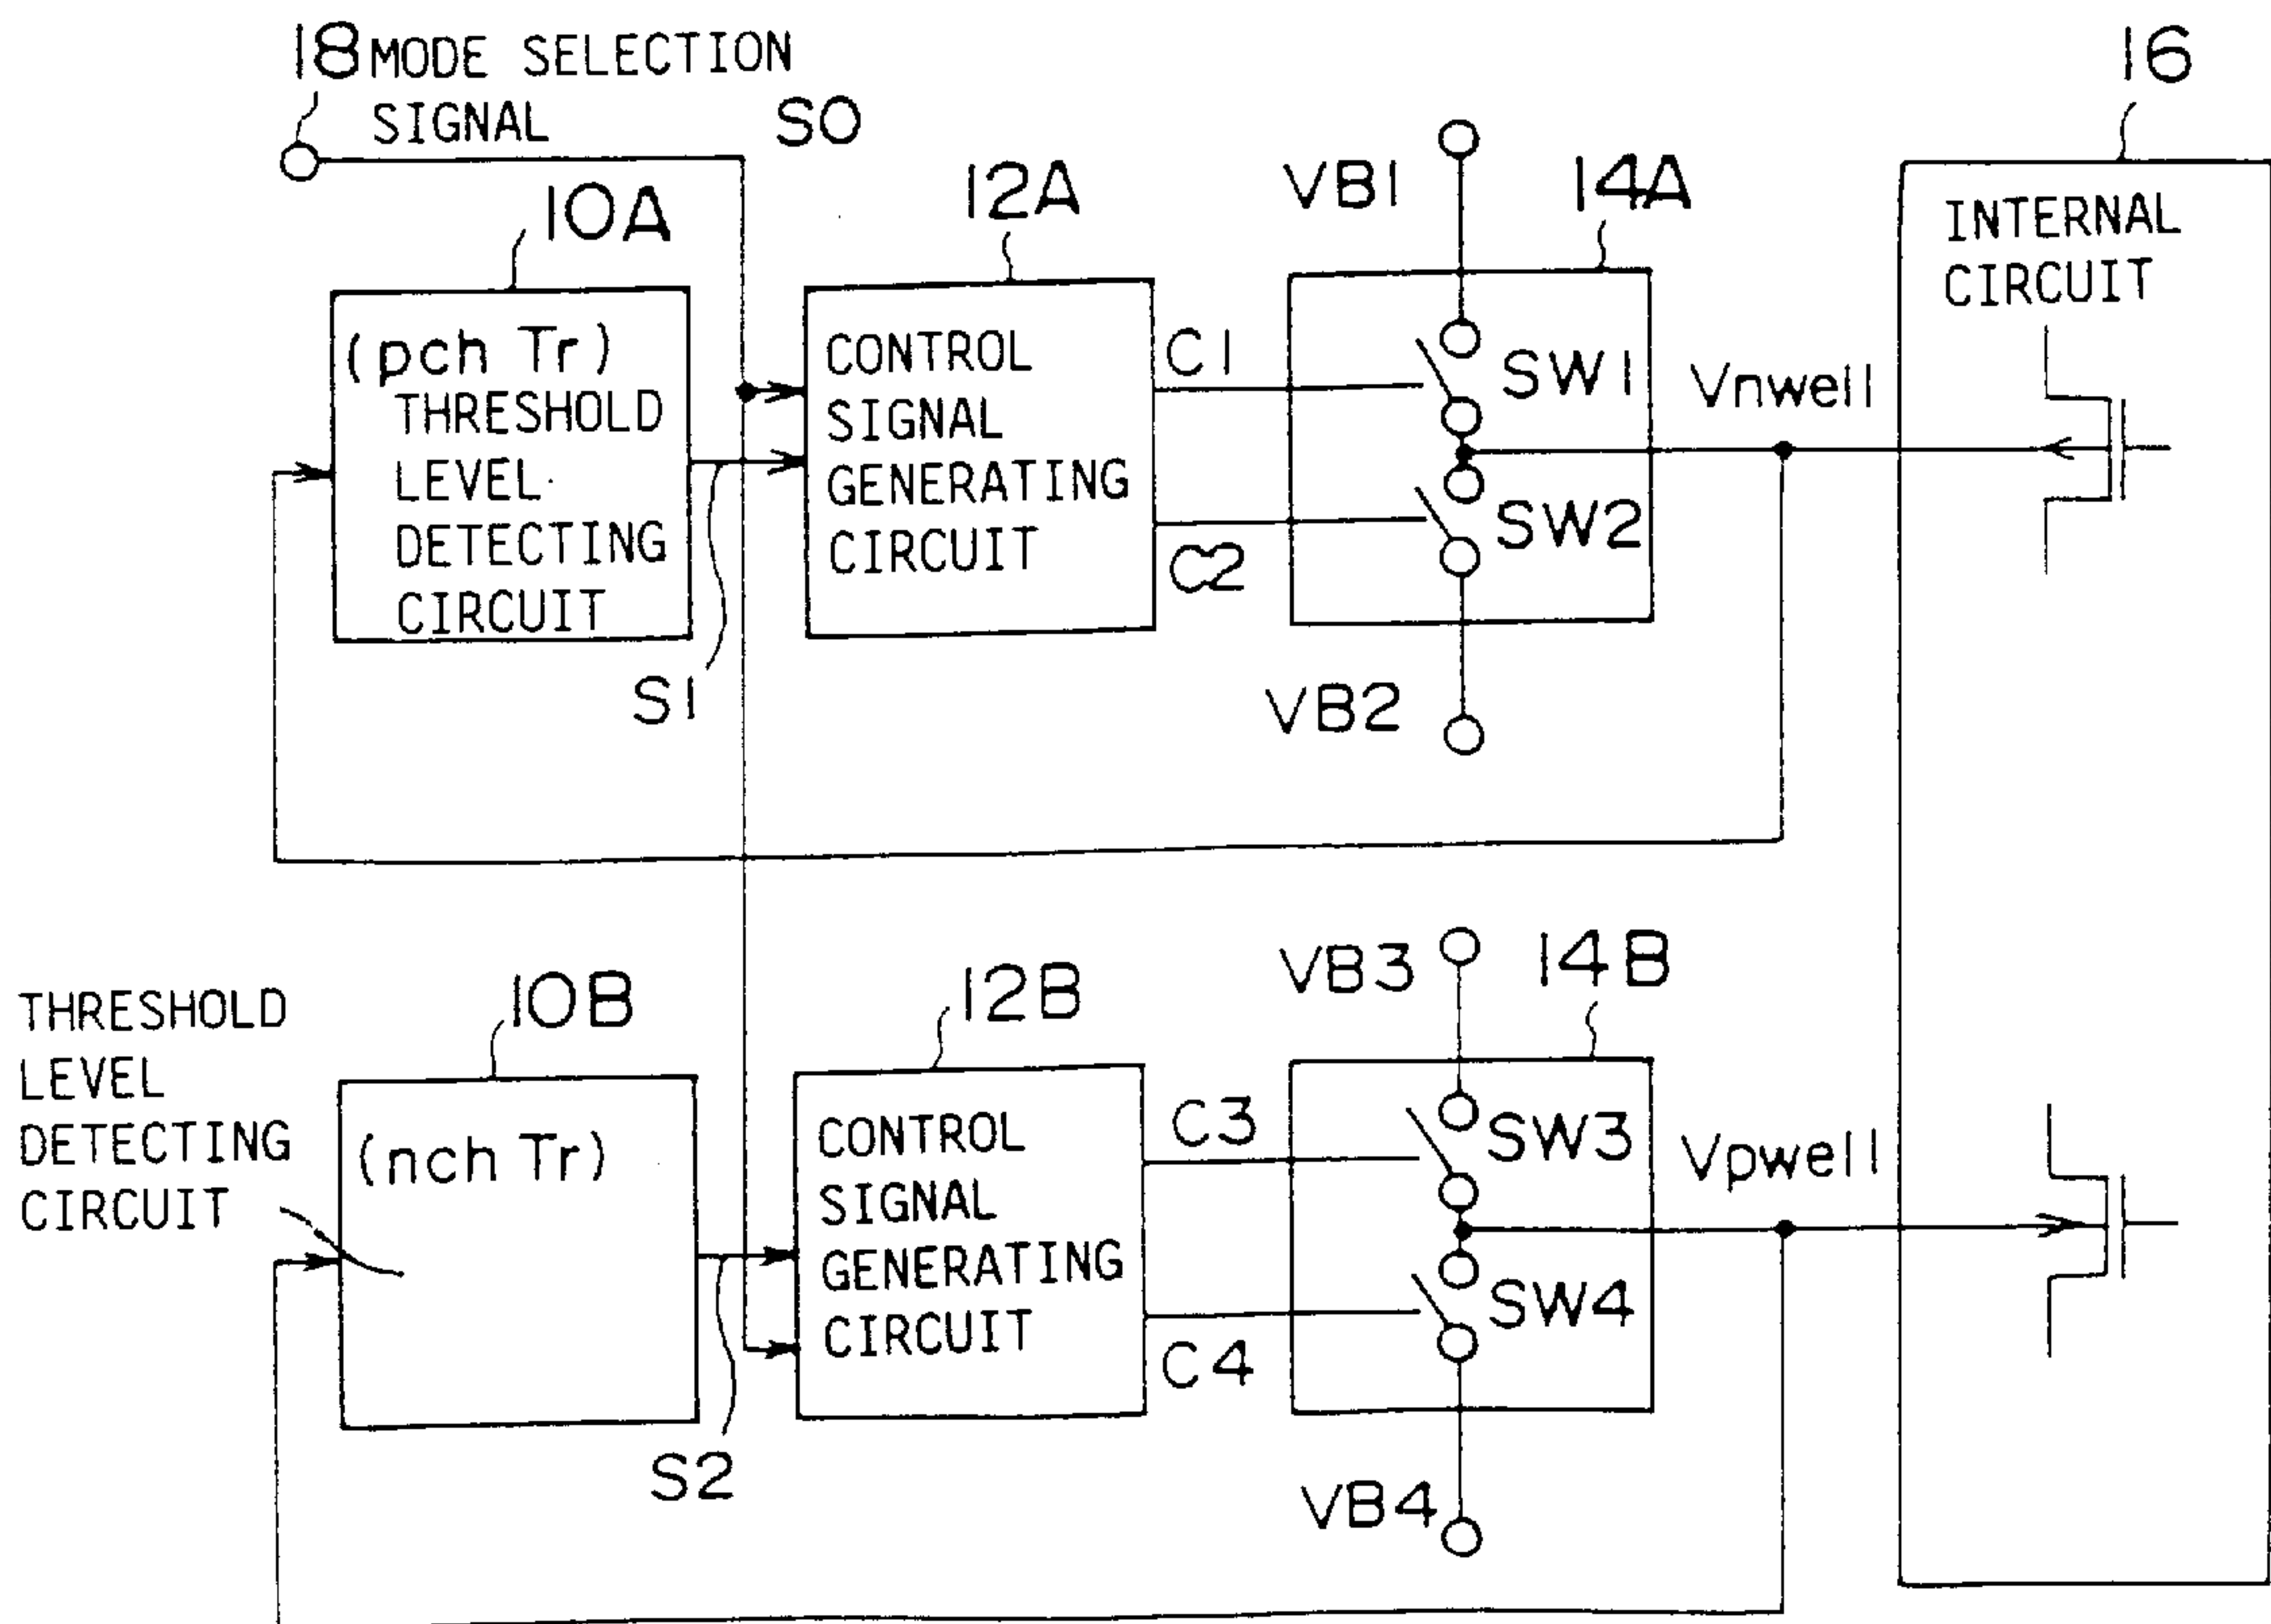 18 MODE SELECTION
SIGNAL
S0
16
10A
12A
VB1
14A
INTERNAL
CIRCUIT
(pch Tr)
THRESHOLD
LEVEL
DETECTING
CIRCUIT
CONTROL
SIGNAL
GENERATING
CIRCUIT
C1
C2
SW1
SW2
Vnwell
S1
VB2
THRESHOLD
LEVEL
DETECTING
CIRCUIT
10B
12B
VB3
14B
(nch Tr)
CONTROL
SIGNAL
GENERATING
CIRCUIT
C3
C4
SW3
SW4
Vpwell
S2
VB4